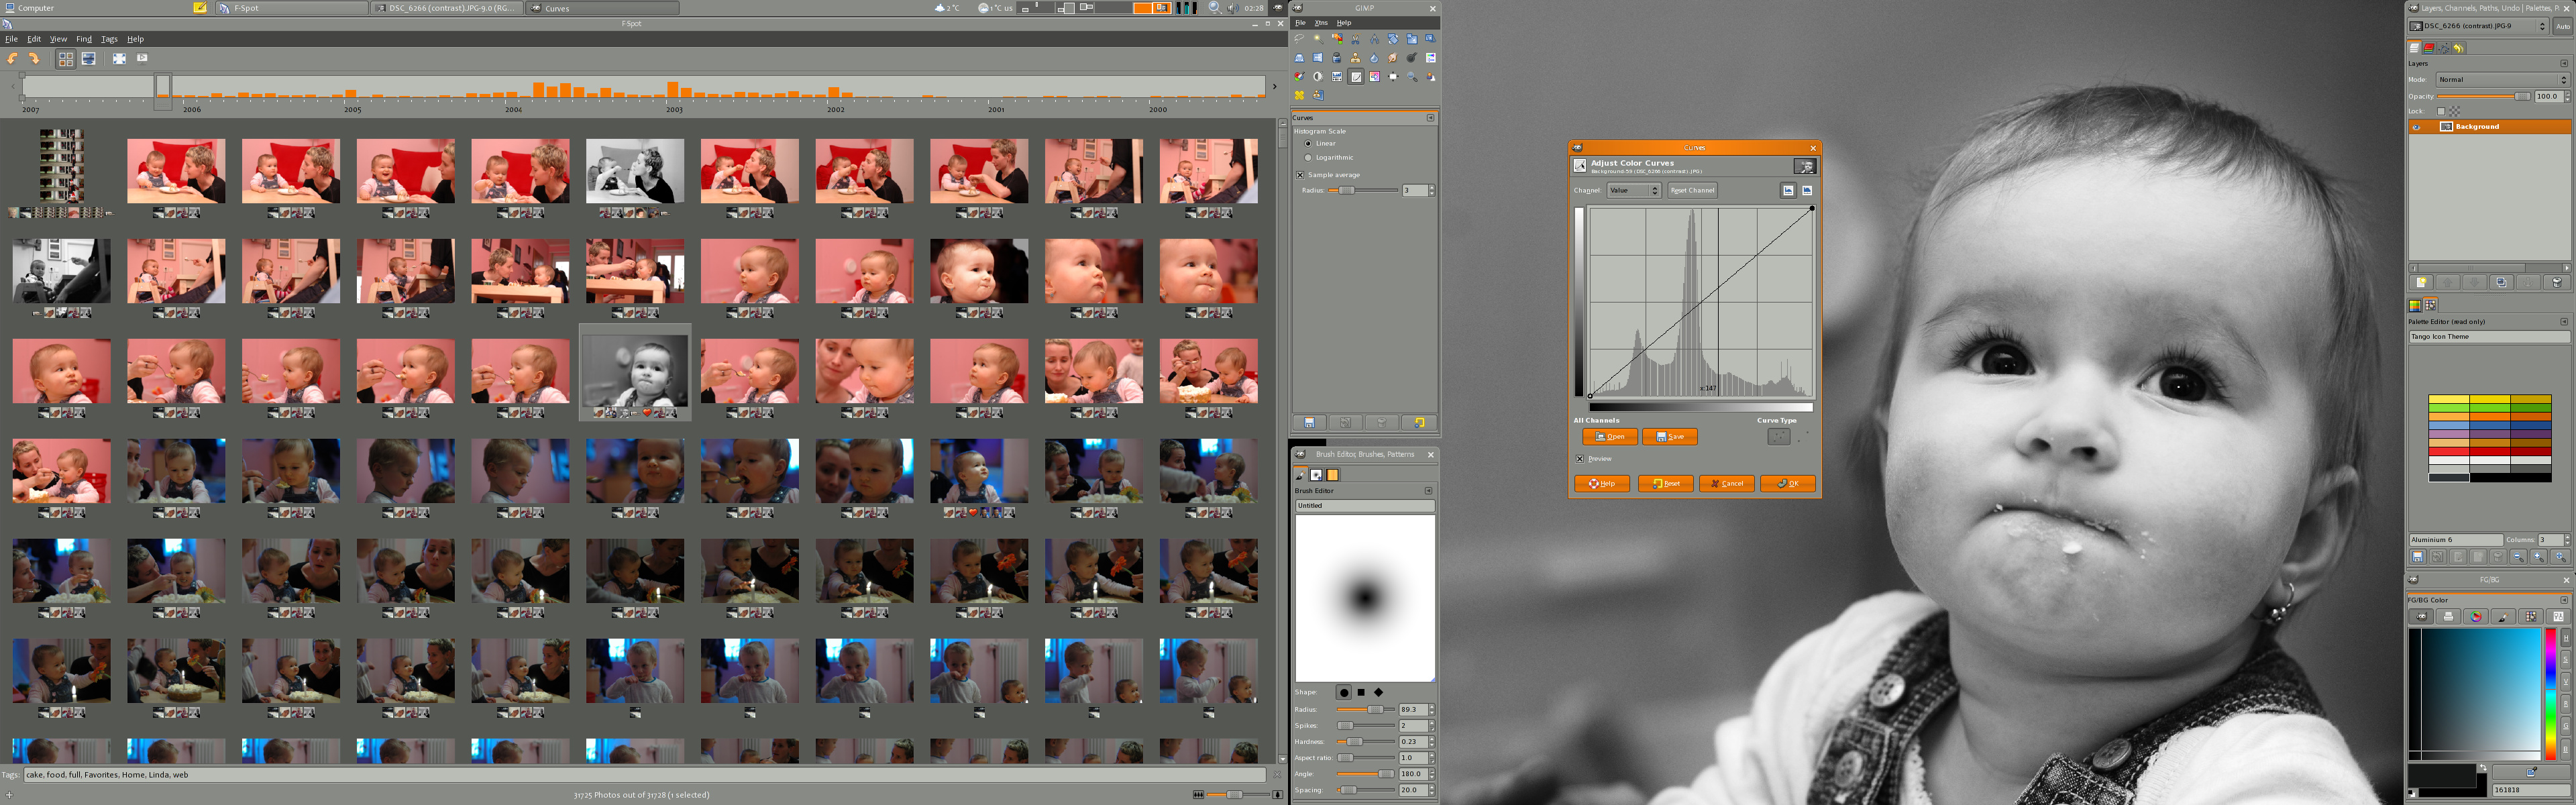 Computer
F-Spot
DSC_6266 (contrast).JPG-9.0 (RG...
Curves
2 °C
1 °C us
02:28
F-Spot
File Edit View Find Tags Help
2007 2006 2005 2004 2003 2002 2001 2000
Tags: cake, food, full, Favorites, Home, Linda, web
31725 Photos out of 31728 (1 selected)
GIMP
File Xtns Help
Curves
Histogram Scale
Linear
Logarithmic
Sample average
Radius: 3
Brush Editor, Brushes, Patterns
Brush Editor
Untitled
Shape:
Radius: 89.3
Spikes: 2
Hardness: 0.23
Aspect ratio: 1.0
Angle: 180.0
Spacing: 20.0
Curves
Adjust Color Curves
Background-59 (DSC_6266 (contrast).JPG)
Channel: Value Reset Channel
x:147
All Channels Curve Type
Open Save
Preview
Help Reset Cancel OK
Layers, Channels, Paths, Undo | Palettes, P
DSC_6266 (contrast).JPG-9 Auto
Layers
Mode: Normal
Opacity: 100.0
Lock:
Background
Palette Editor (read only)
Tango Icon Theme
Aluminium 6 Columns: 3
FG/BG
FG/BG Color
H
S
V
R
G
B
161818